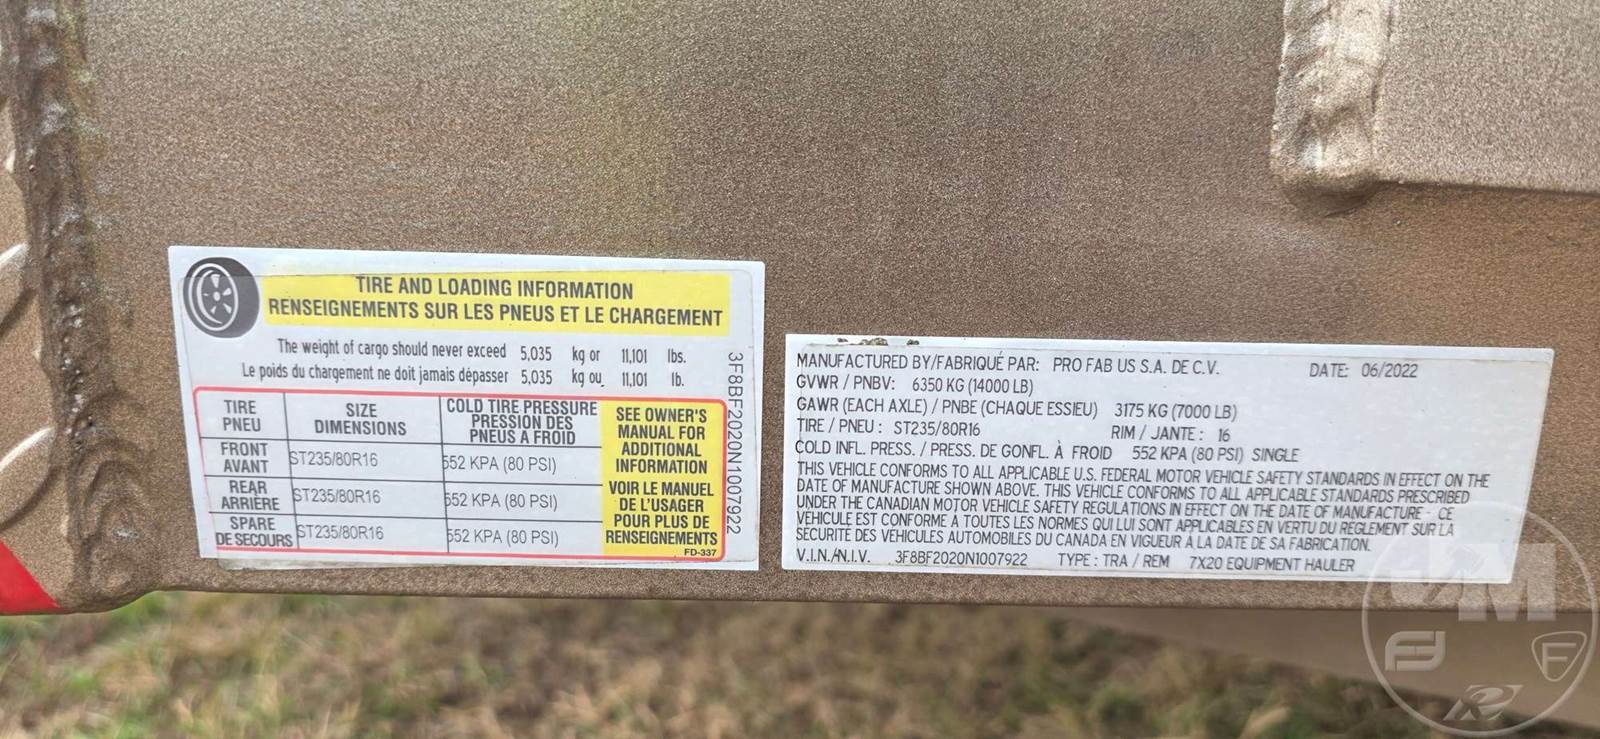 TIRE AND LOADING INFORMATION
RENSEIGNEMENTS SUR LES PNEUS ET LE CHARGEMENT
The weight of cargo should never exceed 5,035 kg or 11,101 lbs.
Le poids du chargement ne doit jamais dépasser 5,035 kg ou 11,101 lb.
TIRE
PNEU
SIZE
DIMENSIONS
COLD TIRE PRESSURE
PRESSION DES
PNEUS A FROID
FRONT
AVANT
ST235/80R16
552 KPA (80 PSI)
REAR
ARRIÈRE
ST235/80R16
552 KPA (80 PSI)
SPARE
DE SECOURS
ST235/80R16
552 KPA (80 PSI)
SEE OWNER'S
MANUAL FOR
ADDITIONAL
INFORMATION
VOIR LE MANUEL
DE L'USAGER
POUR PLUS DE
RENSEIGNEMENTS
FD-337
3F8BF2020N1007922
MANUFACTURED BY/FABRIQUÉ PAR: PRO FAB US S.A. DE C.V. DATE: 06/2022
GVWR / PNBV: 6350 KG (14000 LB)
GAWR (EACH AXLE) / PNBE (CHAQUE ESSIEU) 3175 KG (7000 LB)
TIRE / PNEU : ST235/80R16 RIM / JANTE : 16
COLD INFL. PRESS. / PRESS. DE GONFL. À FROID 552 KPA (80 PSI) SINGLE
THIS VEHICLE CONFORMS TO ALL APPLICABLE U.S. FEDERAL MOTOR VEHICLE SAFETY STANDARDS IN EFFECT ON THE
DATE OF MANUFACTURE SHOWN ABOVE. THIS VEHICLE CONFORMS TO ALL APPLICABLE STANDARDS PRESCRIBED
UNDER THE CANADIAN MOTOR VEHICLE SAFETY REGULATIONS IN EFFECT ON THE DATE OF MANUFACTURE - CE
VÉHICULE EST CONFORME A TOUTES LES NORMES QUI LUI SONT APPLICABLES EN VERTU DU RÈGLEMENT SUR LA
SÉCURITÉ DES VÉHICULES AUTOMOBILES DU CANADA EN VIGUEUR À LA DATE DE SA FABRICATION.
V.I.N./N.I.V. 3F8BF2020N1007922 TYPE : TRA / REM 7X20 EQUIPMENT HAULER